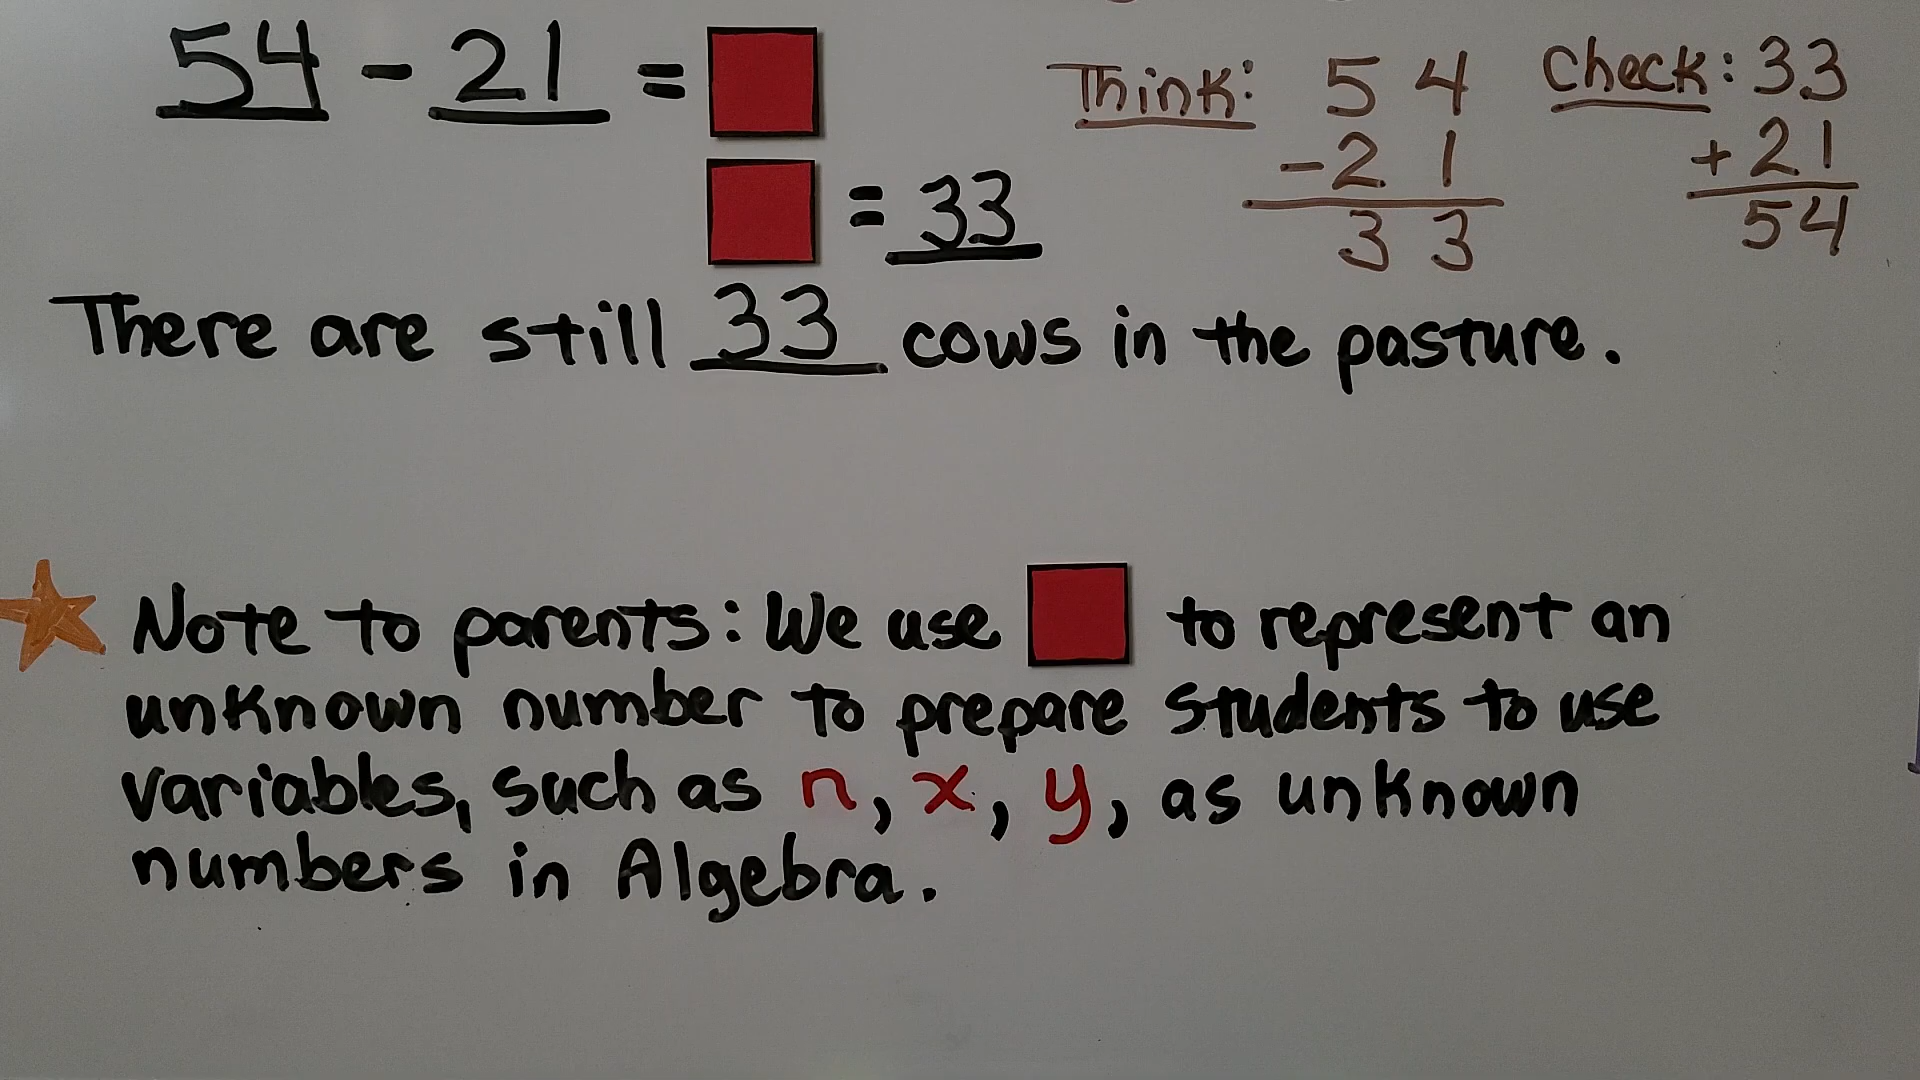 54 - 21 =
= 33
Think: 54
-21
33
Check: 33
+21
54
There are still 33 cows in the pasture.
Note to parents: We use to represent an
unknown number to prepare students to use
variables, such as n, x, y, as unknown
numbers in Algebra.